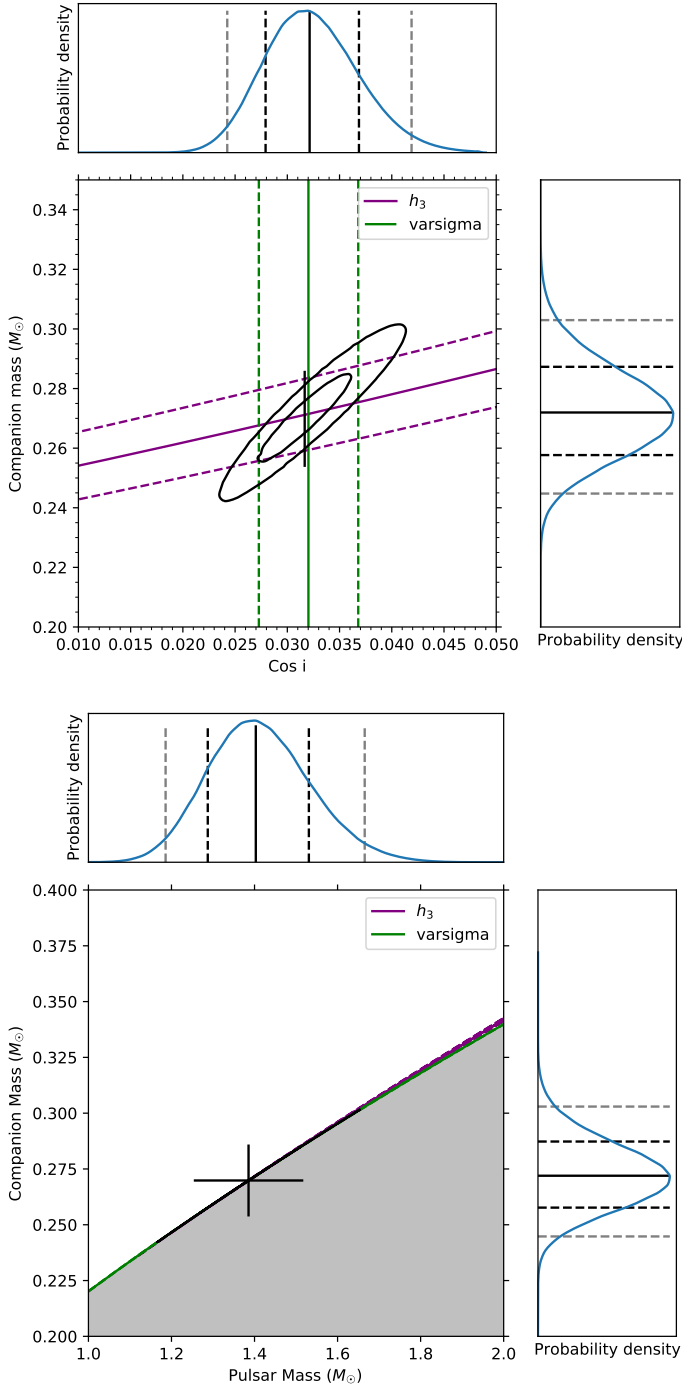 Probability density
h₃
varsigma
0.34
0.32
0.30
0.28
0.26
0.24
0.22
0.20
Companion mass (M☉)
0.010 0.015 0.020 0.025 0.030 0.035 0.040 0.045 0.050
Cos i
Probability density
Probability density
h₃
varsigma
0.400
0.375
0.350
0.325
0.300
0.275
0.250
0.225
0.200
Companion Mass (M☉)
1.0 1.2 1.4 1.6 1.8 2.0
Pulsar Mass (M☉)
Probability density